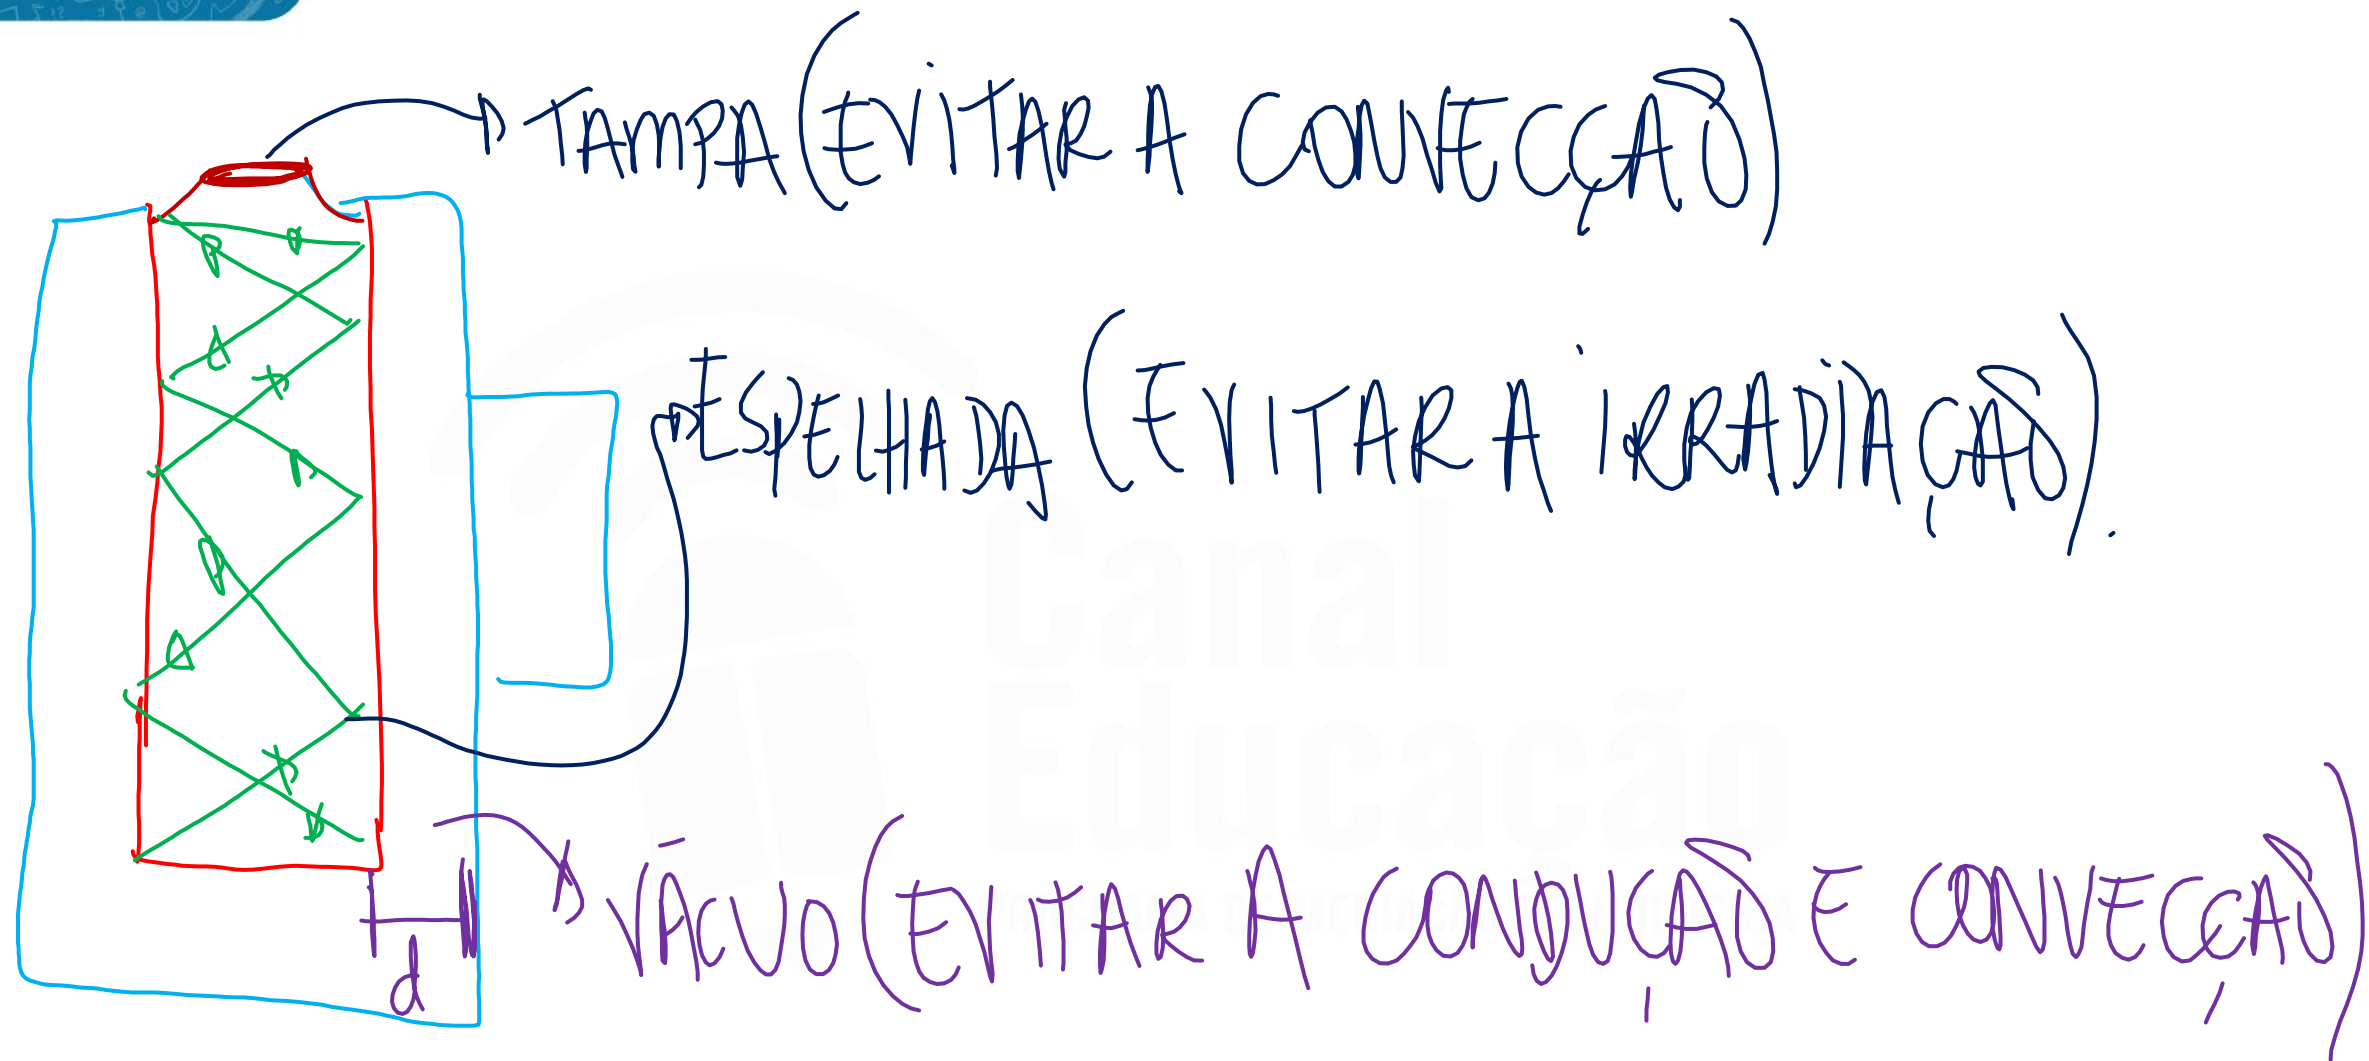 TAMPA (EVITAR A CONVECÇÃO)
ESPELHADA (EVITAR A IRRADIAÇÃO).
VÁCUO (EVITAR A CONDUÇÃO E CONVECÇÃO)
d
Canal
Educação